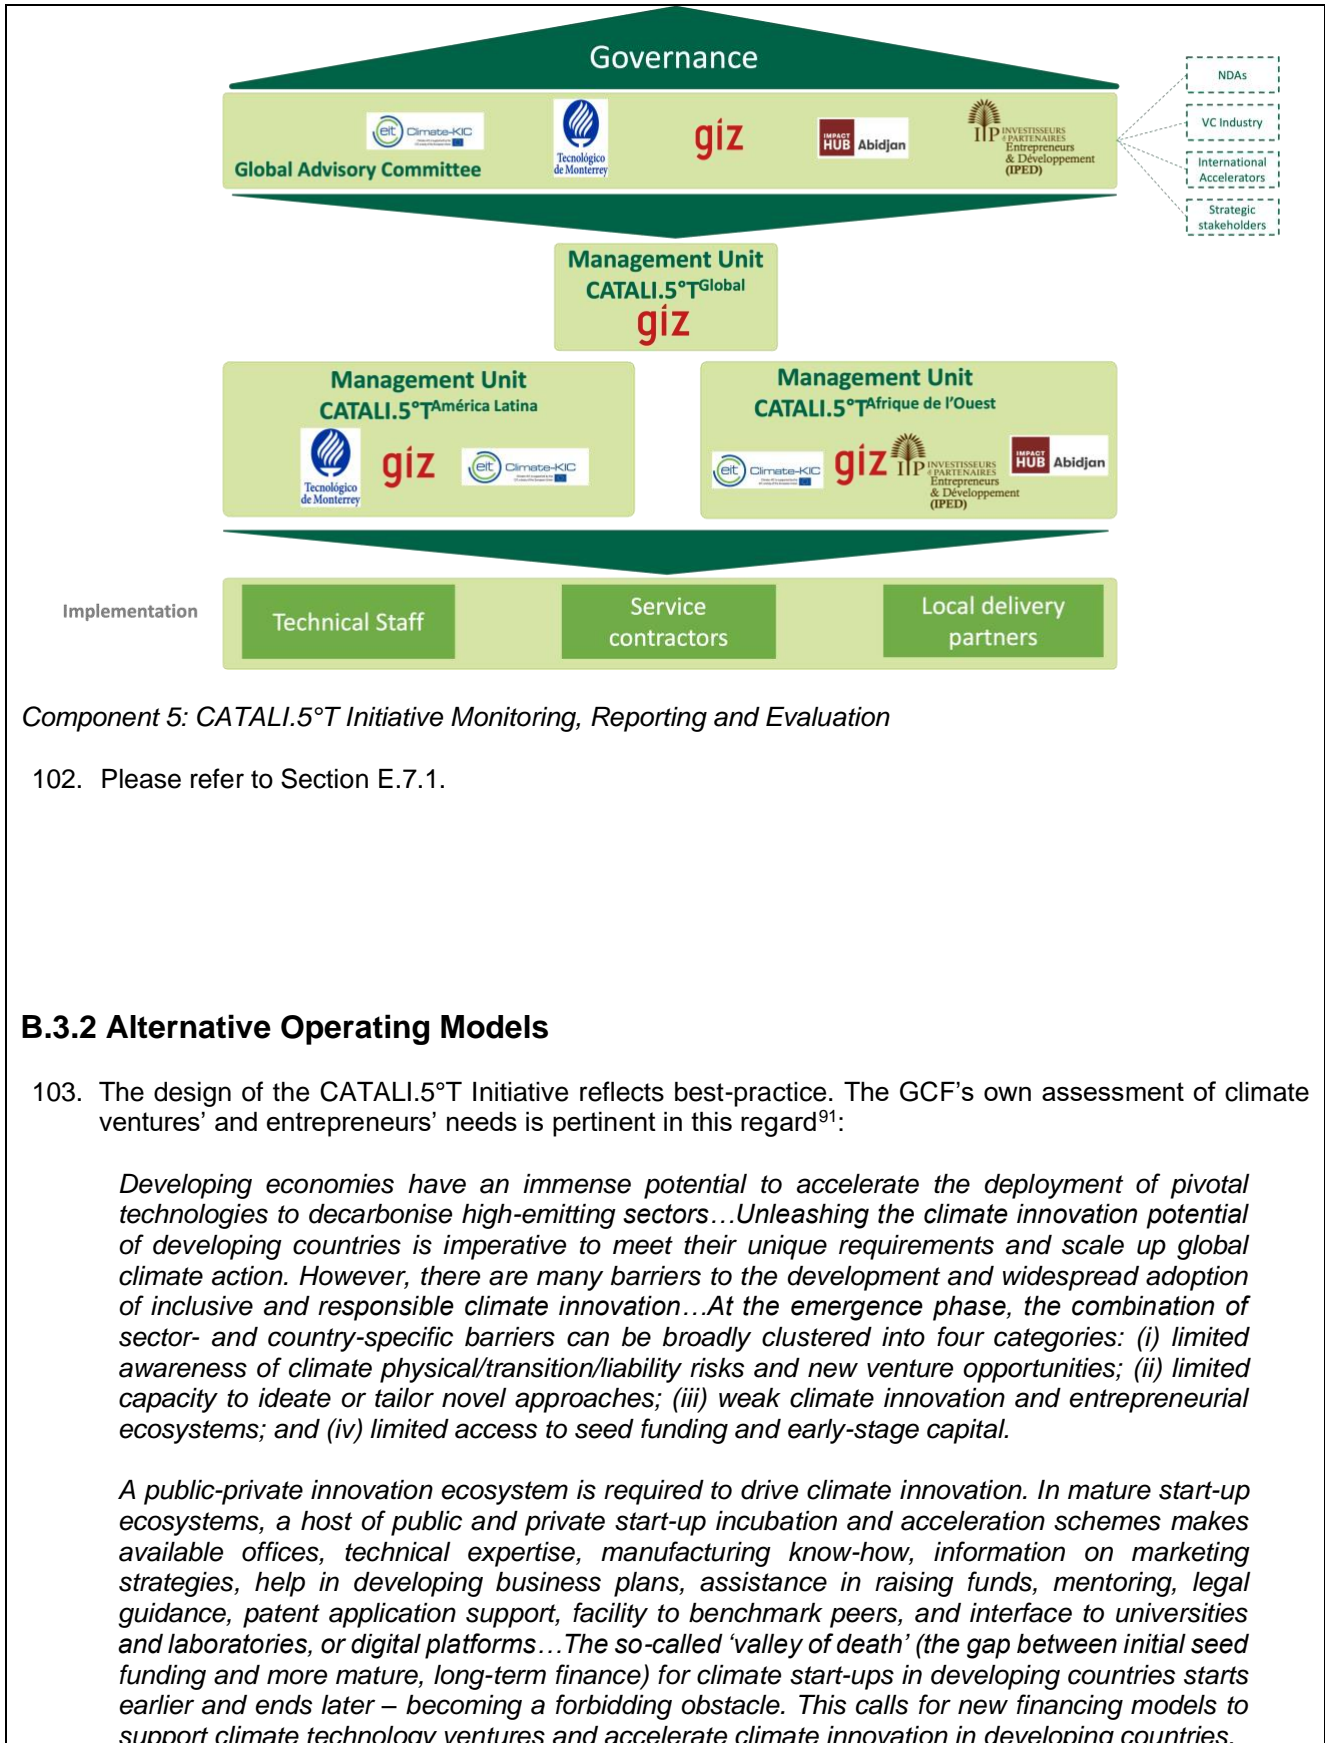 Governance
eit Climate-KIC
Tecnológico
de Monterrey
giz
IMPACT
HUB Abidjan
IIP INVESTISSEURS
& PARTENAIRES
Entrepreneurs
& Développement
(IPED)
Global Advisory Committee
NDAs
VC Industry
International
Accelerators
Strategic
stakeholders
Management Unit
CATALI.5°T Global
giz
Management Unit
CATALI.5°T América Latina
Tecnológico
de Monterrey
giz
eit Climate-KIC
Management Unit
CATALI.5°T Afrique de l'Ouest
eit Climate-KIC
giz
IIP INVESTISSEURS
& PARTENAIRES
Entrepreneurs
& Développement
(IPED)
IMPACT
HUB Abidjan
Implementation
Technical Staff
Service
contractors
Local delivery
partners
Component 5: CATALI.5°T Initiative Monitoring, Reporting and Evaluation
102. Please refer to Section E.7.1.
B.3.2 Alternative Operating Models
103. The design of the CATALI.5°T Initiative reflects best-practice. The GCF's own assessment of climate
ventures' and entrepreneurs' needs is pertinent in this regard91:
Developing economies have an immense potential to accelerate the deployment of pivotal
technologies to decarbonise high-emitting sectors…Unleashing the climate innovation potential
of developing countries is imperative to meet their unique requirements and scale up global
climate action. However, there are many barriers to the development and widespread adoption
of inclusive and responsible climate innovation…At the emergence phase, the combination of
sector- and country-specific barriers can be broadly clustered into four categories: (i) limited
awareness of climate physical/transition/liability risks and new venture opportunities; (ii) limited
capacity to ideate or tailor novel approaches; (iii) weak climate innovation and entrepreneurial
ecosystems; and (iv) limited access to seed funding and early-stage capital.
A public-private innovation ecosystem is required to drive climate innovation. In mature start-up
ecosystems, a host of public and private start-up incubation and acceleration schemes makes
available offices, technical expertise, manufacturing know-how, information on marketing
strategies, help in developing business plans, assistance in raising funds, mentoring, legal
guidance, patent application support, facility to benchmark peers, and interface to universities
and laboratories, or digital platforms…The so-called 'valley of death' (the gap between initial seed
funding and more mature, long-term finance) for climate start-ups in developing countries starts
earlier and ends later – becoming a forbidding obstacle. This calls for new financing models to
support climate technology ventures and accelerate climate innovation in developing countries.